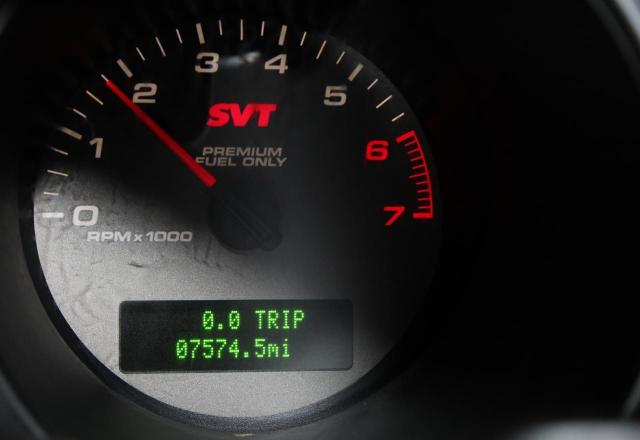 0
1
2
3
4
5
6
7
SVT
PREMIUM
FUEL ONLY
RPM x 1000
0.0 TRIP
07574.5mi